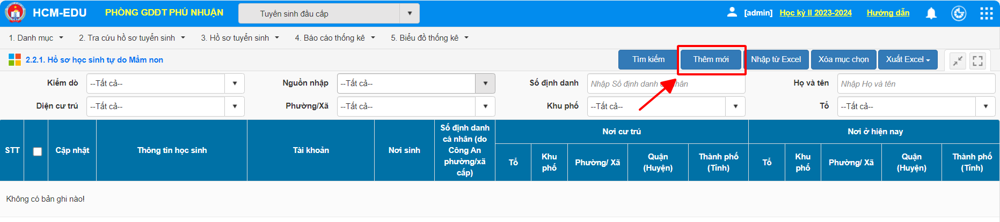 HCM-EDU PHÒNG GDĐT PHÚ NHUẬN Tuyển sinh đầu cấp [admin] Học kỳ II 2023-2024 Hướng dẫn
1. Danh mục 2. Tra cứu hồ sơ tuyển sinh 3. Hồ sơ tuyển sinh 4. Báo cáo thống kê 5. Biểu đồ thống kê
2.2.1. Hồ sơ học sinh tự do Mầm non Tìm kiếm Thêm mới Nhập từ Excel Xóa mục chọn Xuất Excel
Kiểm dò --Tất cả-- Nguồn nhập --Tất cả-- Số định danh Nhập Số định danh cá nhân Họ và tên Nhập Họ và tên
Diện cư trú --Tất cả-- Phường/Xã --Tất cả-- Khu phố --Tất cả-- Tổ --Tất cả--
STT Cập nhật Thông tin học sinh Tài khoản Nơi sinh
Số định danh
cá nhân (do
Công An
phường/xã
cấp)
Nơi cư trú
Tổ
Khu
phố
Phường/ Xã
Quận
(Huyện)
Thành phố
(Tỉnh)
Nơi ở hiện nay
Tổ
Khu
phố
Phường/ Xã
Quận
(Huyện)
Thành phố
(Tỉnh)
Không có bản ghi nào!